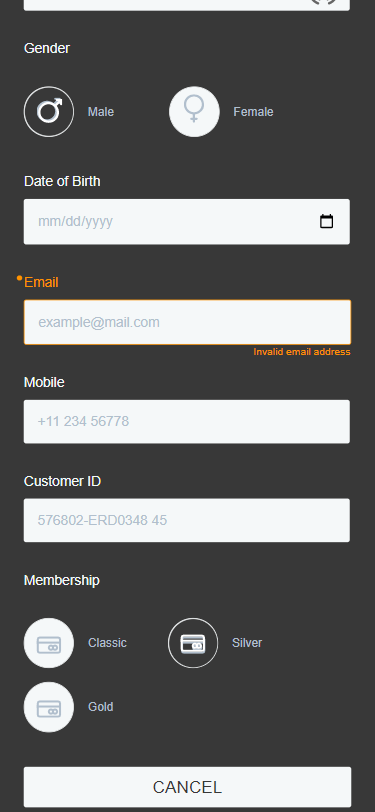 Gender
Male Female
Date of Birth
mm/dd/yyyy
Email
example@mail.com
Invalid email address
Mobile
+11 234 56778
Customer ID
576802-ERD0348 45
Membership
Classic Silver
Gold
CANCEL